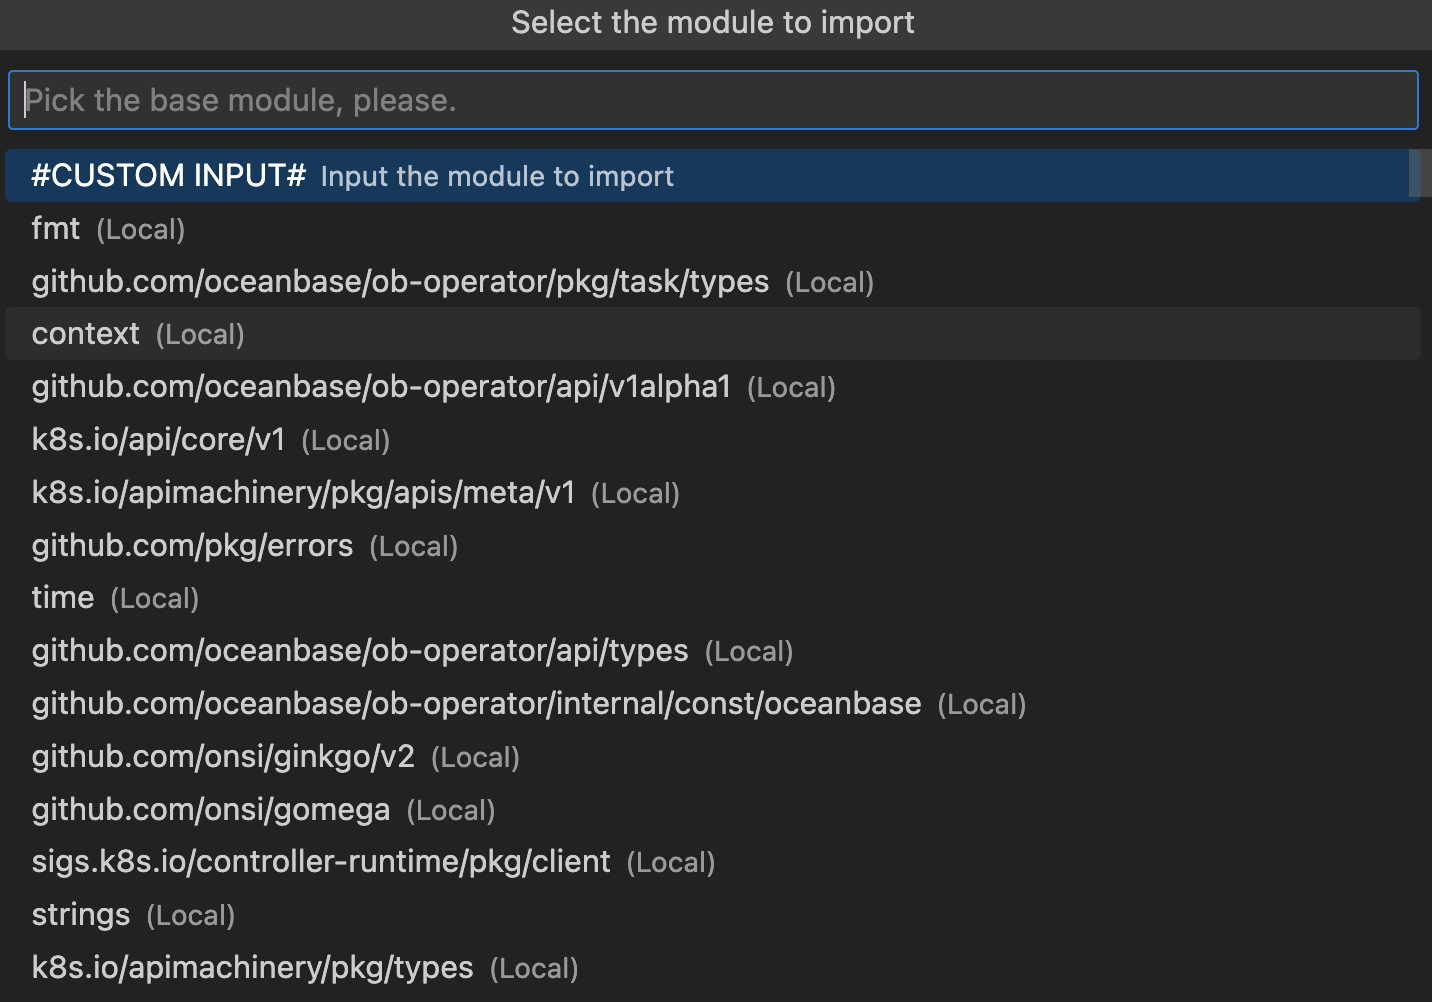 Select the module to import
Pick the base module, please.
#CUSTOM INPUT# Input the module to import
fmt (Local)
github.com/oceanbase/ob-operator/pkg/task/types (Local)
context (Local)
github.com/oceanbase/ob-operator/api/v1alpha1 (Local)
k8s.io/api/core/v1 (Local)
k8s.io/apimachinery/pkg/apis/meta/v1 (Local)
github.com/pkg/errors (Local)
time (Local)
github.com/oceanbase/ob-operator/api/types (Local)
github.com/oceanbase/ob-operator/internal/const/oceanbase (Local)
github.com/onsi/ginkgo/v2 (Local)
github.com/onsi/gomega (Local)
sigs.k8s.io/controller-runtime/pkg/client (Local)
strings (Local)
k8s.io/apimachinery/pkg/types (Local)